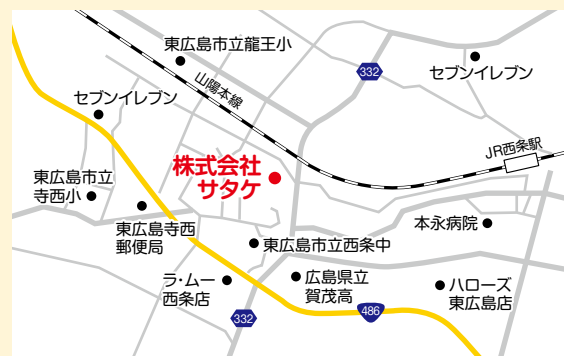 東広島市立龍王小
332
セブンイレブン
山陽本線
セブンイレブン
JR西条駅
株式会社
サタケ
東広島市立
寺西小
東広島寺西
郵便局
本永病院
東広島市立西条中
ラ・ムー
西条店
広島県立
賀茂高
ハローズ
東広島店
332
486